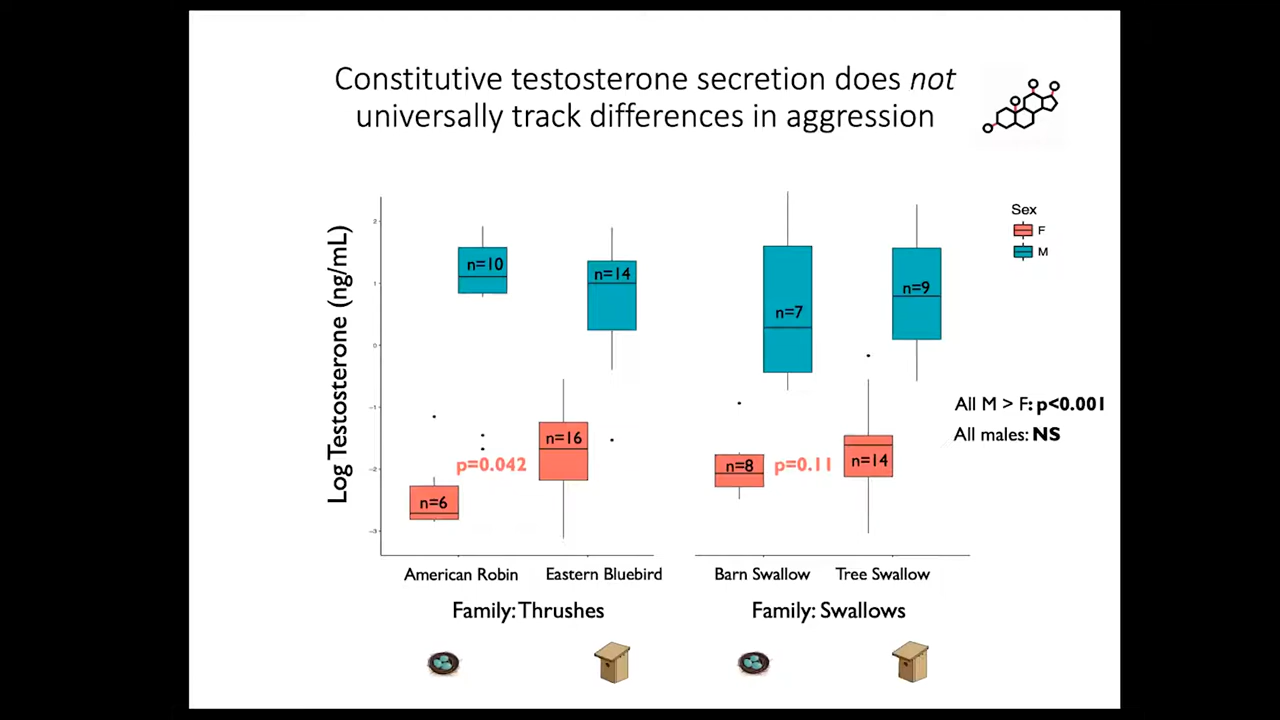 Constitutive testosterone secretion does not
universally track differences in aggression
Log Testosterone (ng/mL)
2
1
0
-1
-2
-3
n=10
n=14
n=16
n=6
p=0.042
n=7
n=9
n=8
n=14
p=0.11
Sex
F
M
All M > F: p<0.001
All males: NS
American Robin
Eastern Bluebird
Barn Swallow
Tree Swallow
Family: Thrushes
Family: Swallows